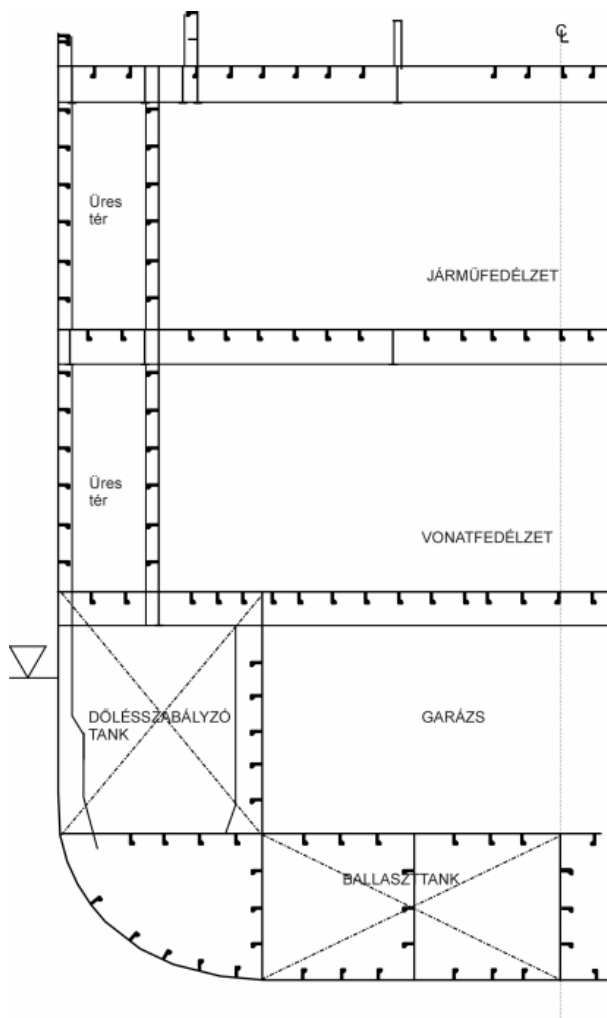 ℄
Üres
tér
JÁRMŰFEDÉLZET
Üres
tér
VONATFEDÉLZET
DŐLÉSSZABÁLYZÓ
TANK
GARÁZS
BALLASZTTANK